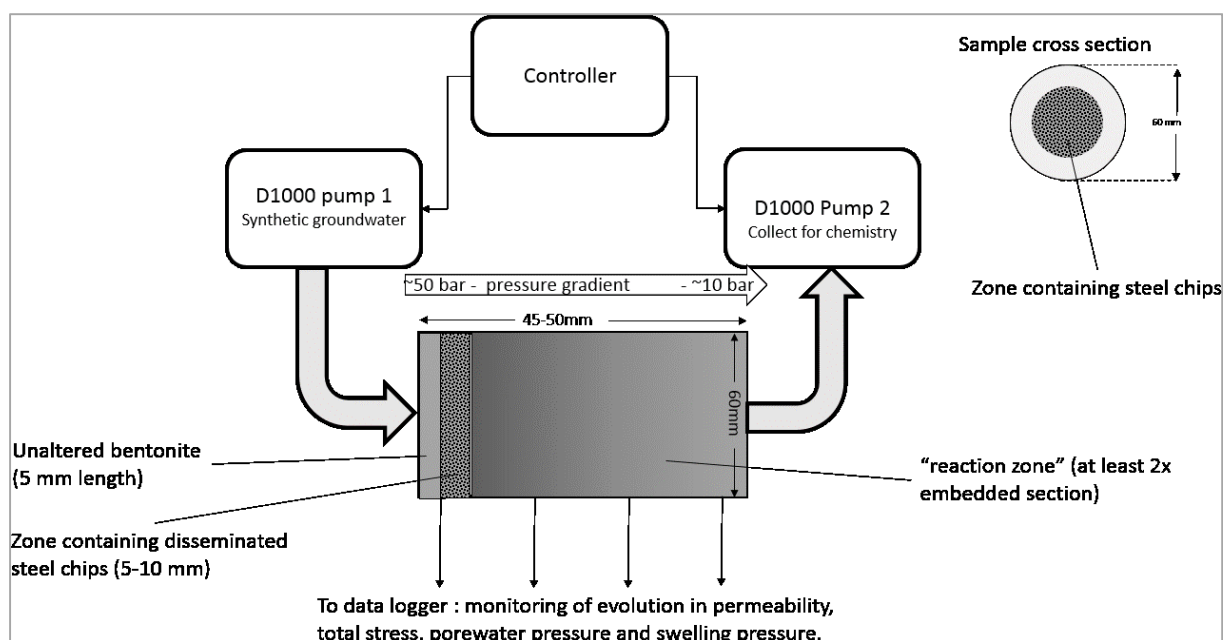 Controller
Sample cross section
60 mm
D1000 pump 1
Synthetic groundwater
D1000 Pump 2
Collect for chemistry
Zone containing steel chips
~50 bar - pressure gradient - ~10 bar
45-50mm
60mm
Unaltered bentonite
(5 mm length)
"reaction zone" (at least 2x
embedded section)
Zone containing disseminated
steel chips (5-10 mm)
To data logger : monitoring of evolution in permeability,
total stress, porewater pressure and swelling pressure.